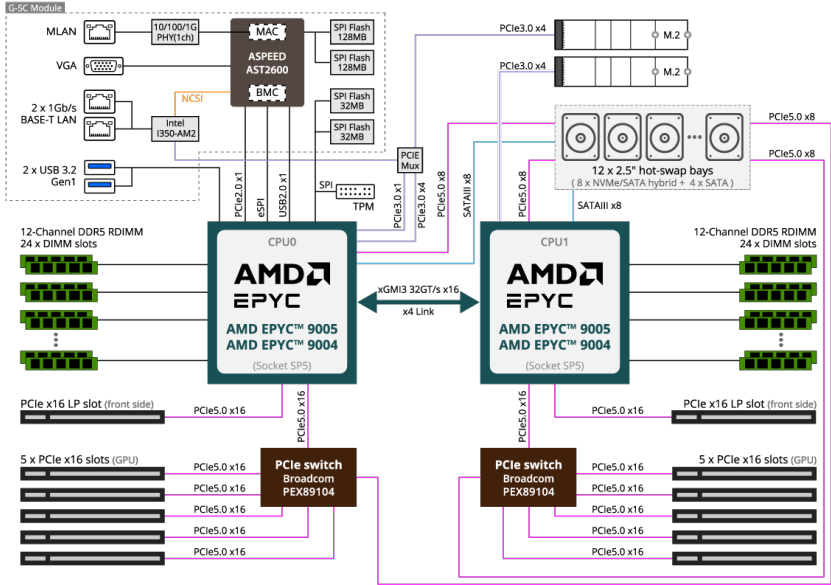 G-SC Module
MLAN
10/100/1G
PHY(1ch)
MAC
SPI Flash
128MB
VGA
ASPEED
AST2600
SPI Flash
128MB
BMC
NCSI
2 x 1Gb/s
BASE-T LAN
Intel
I350-AM2
SPI Flash
32MB
SPI Flash
32MB
2 x USB 3.2
Gen1
PCIe2.0 x1
eSPI
USB2.0 x1
SPI
TPM
PCIE
Mux
PCIe3.0 x1
PCIe3.0 x4
PCIe5.0 x8
SATAIII x8
PCIe3.0 x4
M.2
PCIe3.0 x4
M.2
PCIe5.0 x8
PCIe5.0 x8
12 x 2.5" hot-swap bays
( 8 x NVMe/SATA hybrid + 4 x SATA )
PCIe5.0 x8
SATAIII x8
12-Channel DDR5 RDIMM
24 x DIMM slots
CPU0
AMD
EPYC
AMD EPYC™ 9005
AMD EPYC™ 9004
(Socket SP5)
xGMI3 32GT/s x16
x4 Link
CPU1
AMD
EPYC
AMD EPYC™ 9005
AMD EPYC™ 9004
(Socket SP5)
12-Channel DDR5 RDIMM
24 x DIMM slots
PCIe x16 LP slot (front side)
PCIe5.0 x16
PCIe5.0 x16
5 x PCIe x16 slots (GPU)
PCIe5.0 x16
PCIe5.0 x16
PCIe5.0 x16
PCIe5.0 x16
PCIe5.0 x16
PCIe switch
Broadcom
PEX89104
PCIe5.0 x16
PCIe x16 LP slot (front side)
PCIe5.0 x16
PCIe switch
Broadcom
PEX89104
5 x PCIe x16 slots (GPU)
PCIe5.0 x16
PCIe5.0 x16
PCIe5.0 x16
PCIe5.0 x16
PCIe5.0 x16